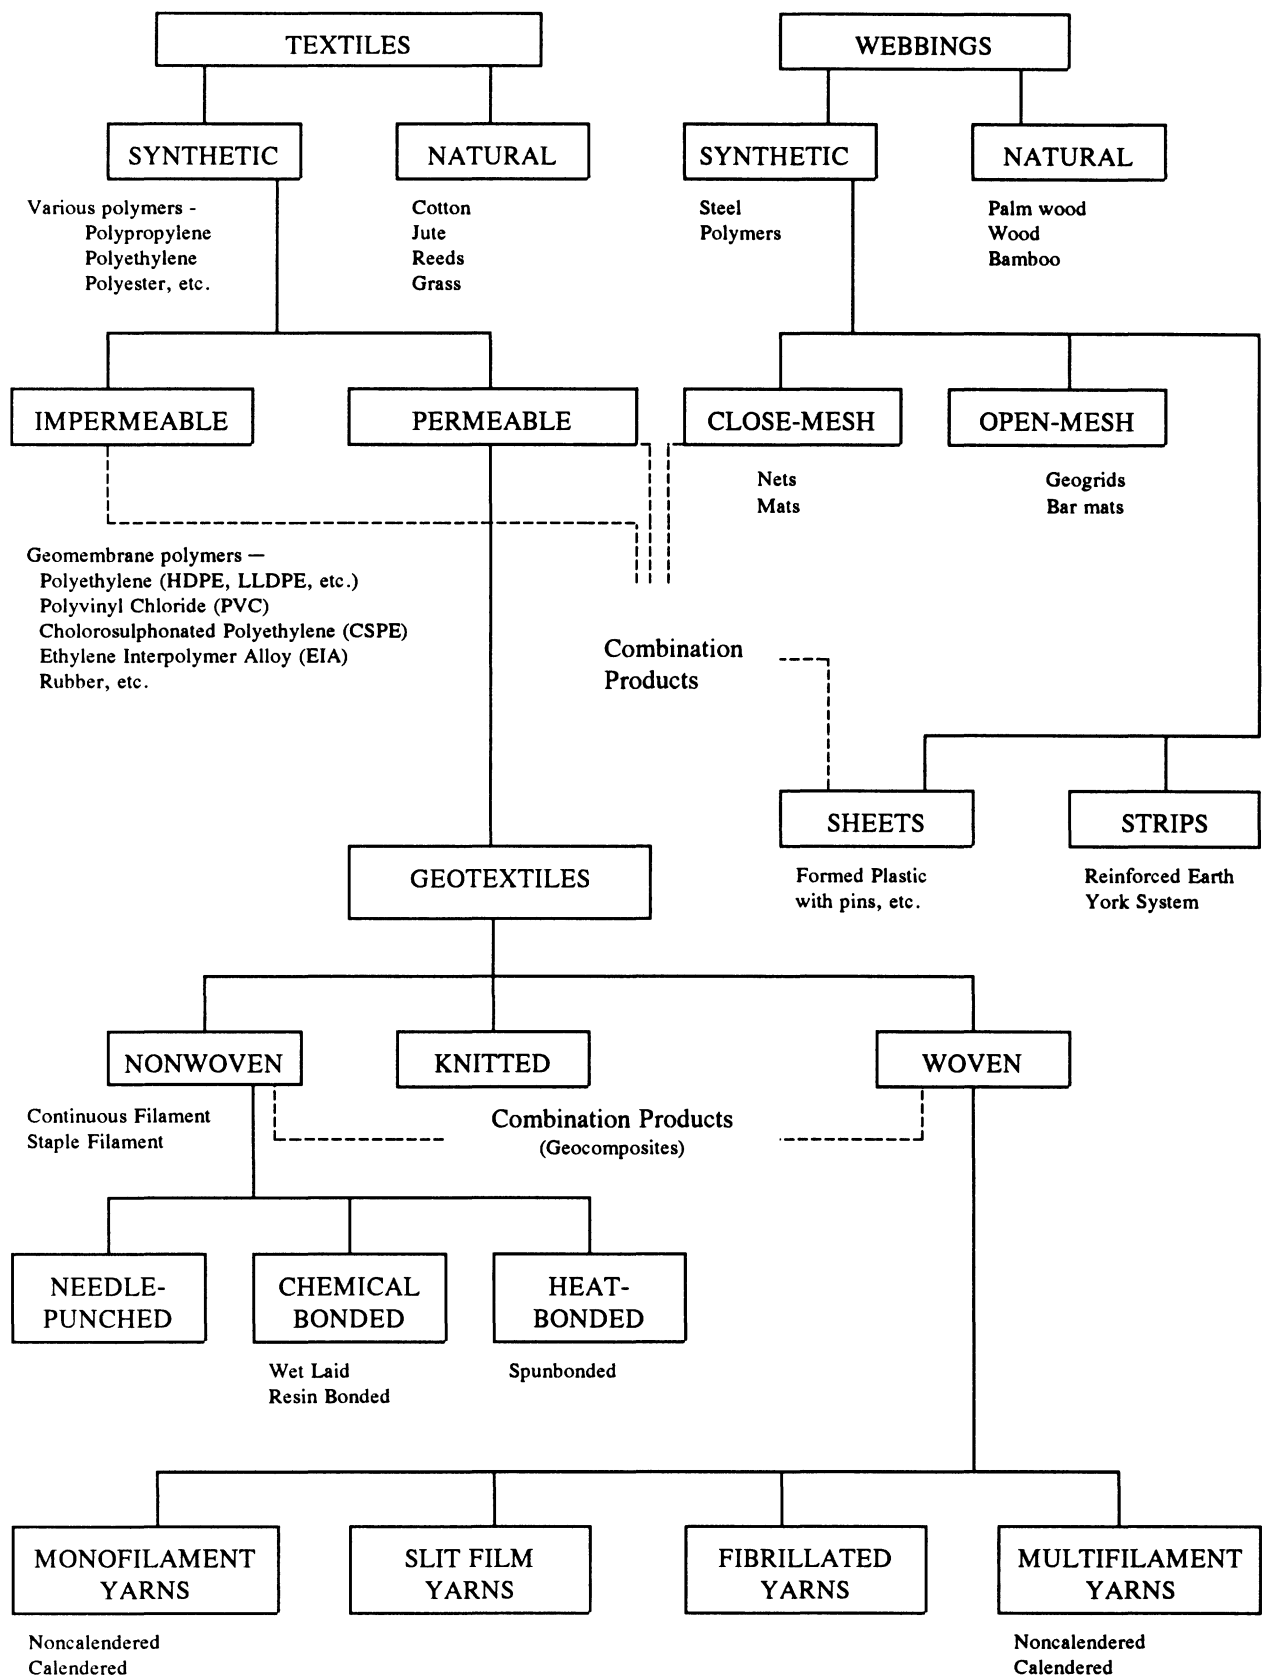 TEXTILES
WEBBINGS
SYNTHETIC
NATURAL
SYNTHETIC
NATURAL
Various polymers -
Polypropylene
Polyethylene
Polyester, etc.
Cotton
Jute
Reeds
Grass
Steel
Polymers
Palm wood
Wood
Bamboo
IMPERMEABLE
PERMEABLE
CLOSE-MESH
OPEN-MESH
Nets
Mats
Geogrids
Bar mats
Geomembrane polymers —
Polyethylene (HDPE, LLDPE, etc.)
Polyvinyl Chloride (PVC)
Cholorosulphonated Polyethylene (CSPE)
Ethylene Interpolymer Alloy (EIA)
Rubber, etc.
Combination
Products
SHEETS
STRIPS
Formed Plastic
with pins, etc.
Reinforced Earth
York System
GEOTEXTILES
NONWOVEN
KNITTED
WOVEN
Continuous Filament
Staple Filament
Combination Products
(Geocomposites)
NEEDLE-
PUNCHED
CHEMICAL
BONDED
HEAT-
BONDED
Wet Laid
Resin Bonded
Spunbonded
MONOFILAMENT
YARNS
SLIT FILM
YARNS
FIBRILLATED
YARNS
MULTIFILAMENT
YARNS
Noncalendered
Calendered
Noncalendered
Calendered